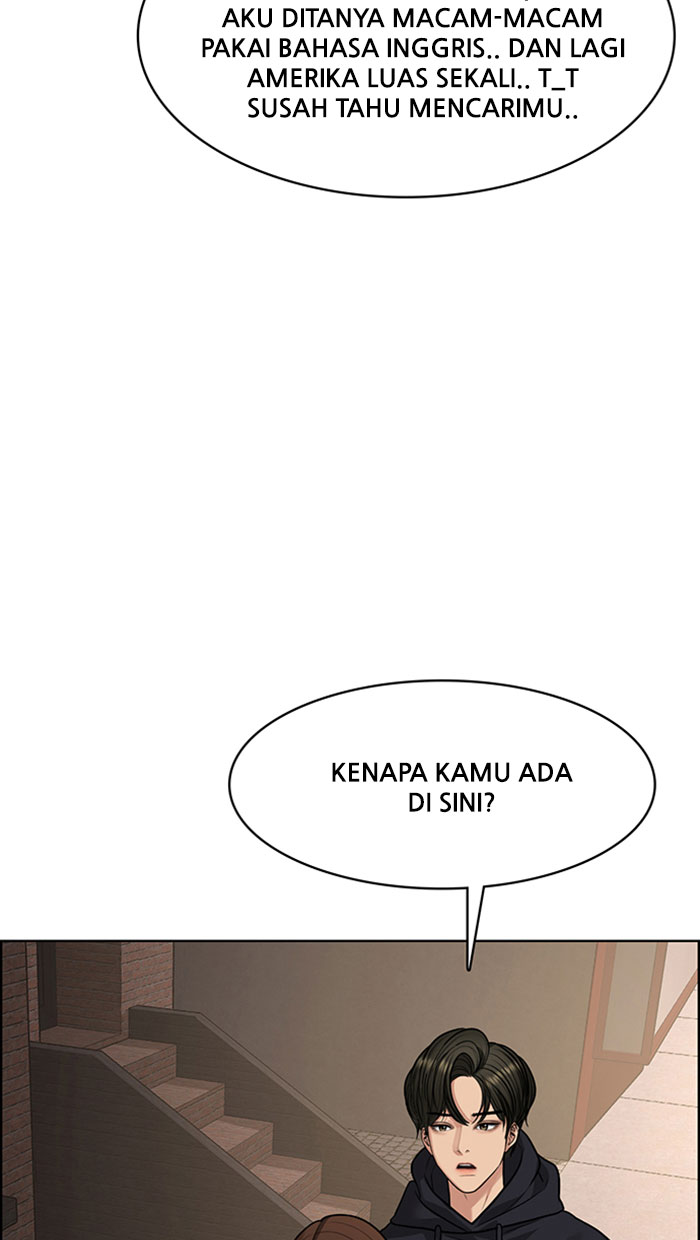 AKU DITANYA MACAM-MACAM
PAKAI BAHASA INGGRIS.. DAN LAGI
AMERIKA LUAS SEKALI.. T_T
SUSAH TAHU MENCARIMU..
KENAPA KAMU ADA
DI SINI?